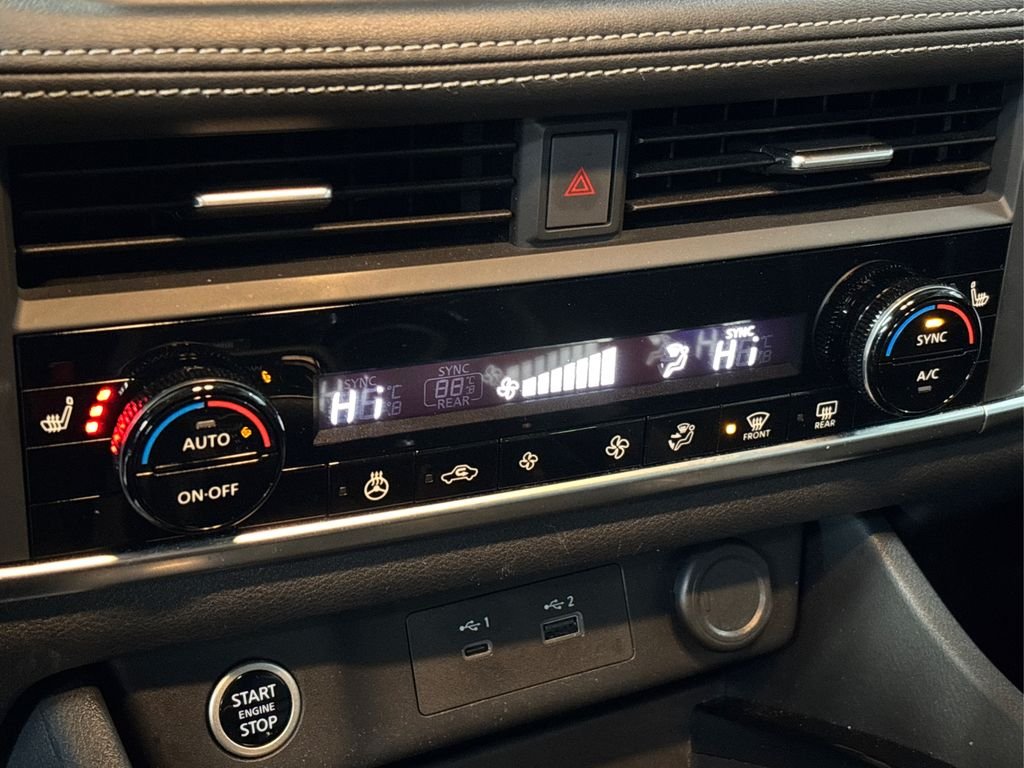 SYNC
Hi
SYNC
88 °C
REAR
SYNC
Hi
AUTO
ON·OFF
SYNC
A/C
FRONT
REAR
1
2
START
ENGINE
STOP